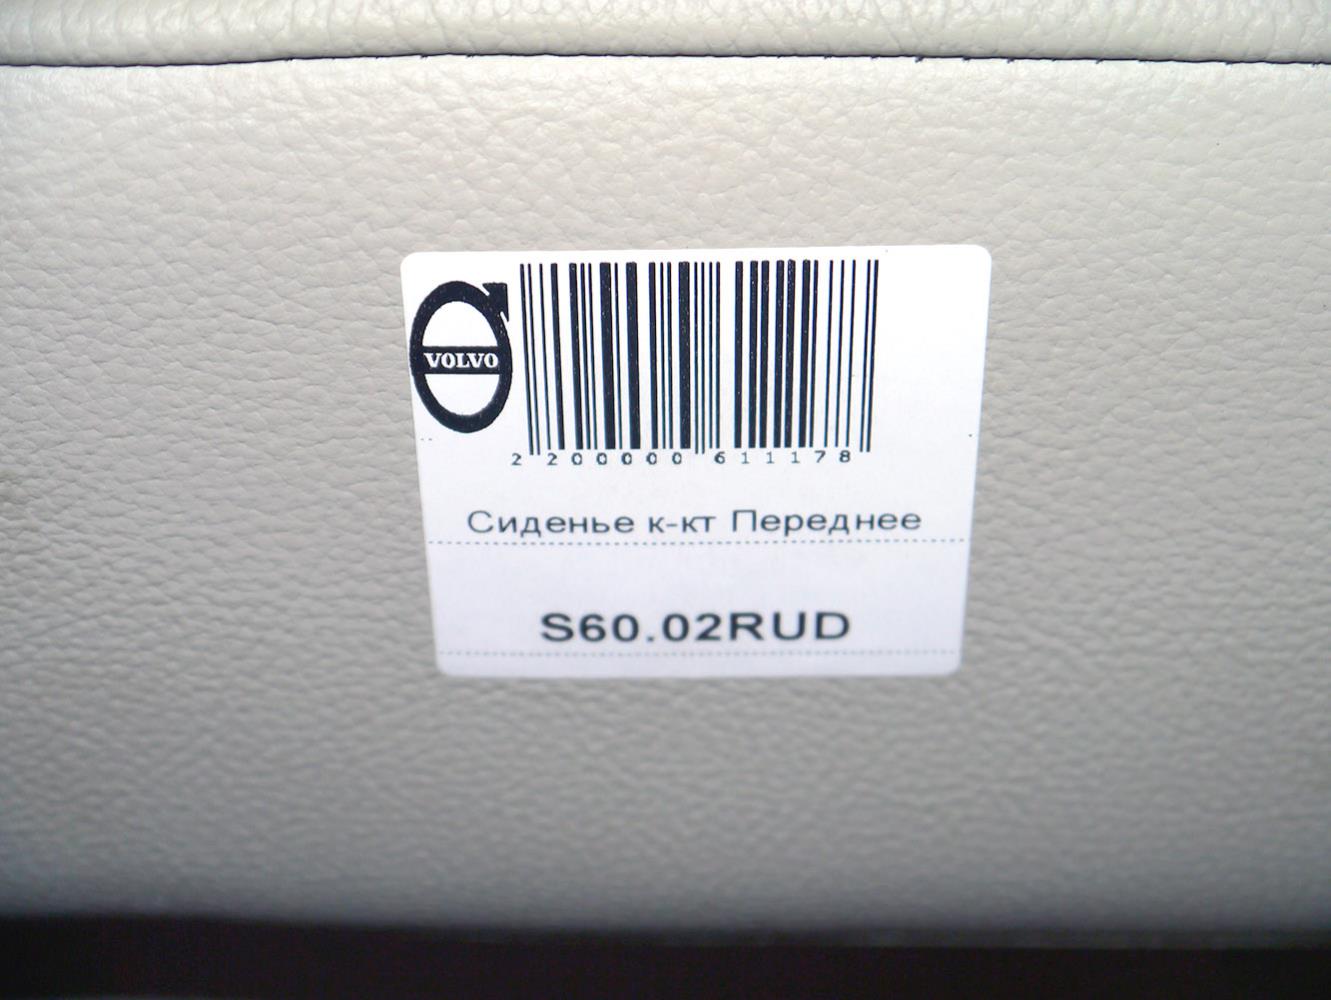 VOLVO
2 200000 611178
Сиденье к-кт Переднее
S60.02RUD